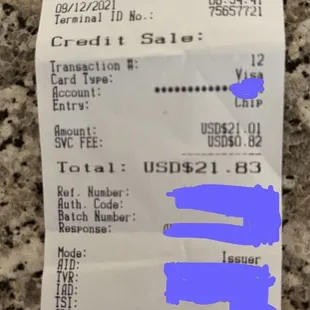 09/12/2021
Terminal ID No.: 75657721
Credit Sale:
Transaction #: 12
Card Type: Visa
Account:
Entry: Chip
Amount: USD$21.01
SVC FEE: USD$0.82
Total: USD$21.83
Ref. Number:
Auth. Code:
Batch Number:
Response:
Mode: Issuer
AID:
TVR:
IAD:
TSI: